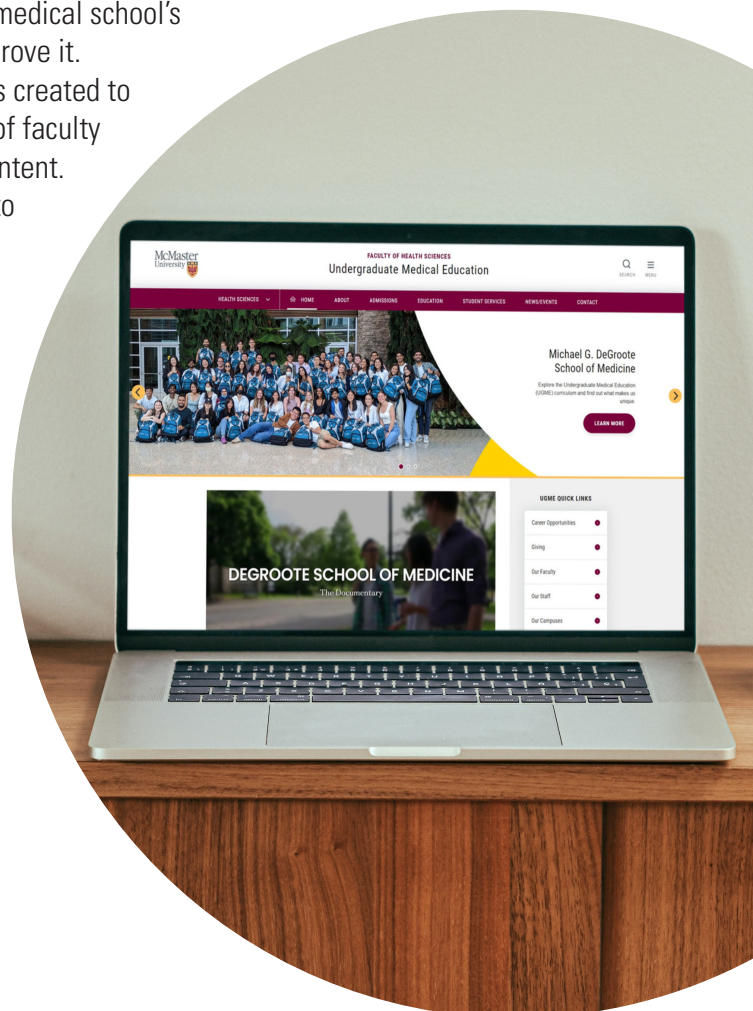 medical school's
rove it.
s created to
of faculty
ntent.
to
McMaster
University
FACULTY OF HEALTH SCIENCES
Undergraduate Medical Education
SEARCH
MENU
HEALTH SCIENCES
HOME
ABOUT
ADMISSIONS
EDUCATION
STUDENT SERVICES
NEWS/EVENTS
CONTACT
Michael G. DeGroote
School of Medicine
Explore the Undergraduate Medical Education
(UGME) curriculum and find out what makes us
unique.
LEARN MORE
DEGROOTE SCHOOL OF MEDICINE
The Documentary
UGME QUICK LINKS
Career Opportunities
Giving
Our Faculty
Our Staff
Our Campuses